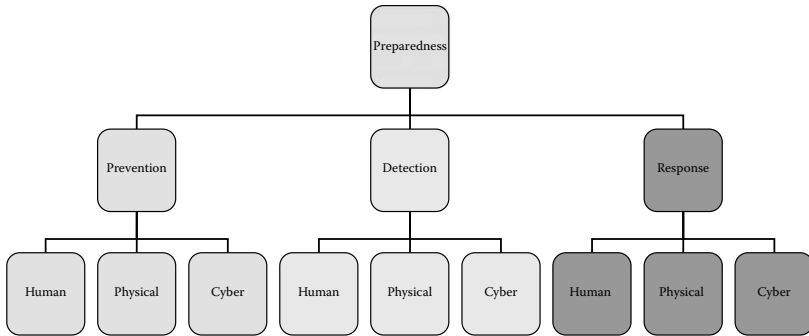 Preparedness
Prevention
Detection
Response
Human
Physical
Cyber
Human
Physical
Cyber
Human
Physical
Cyber